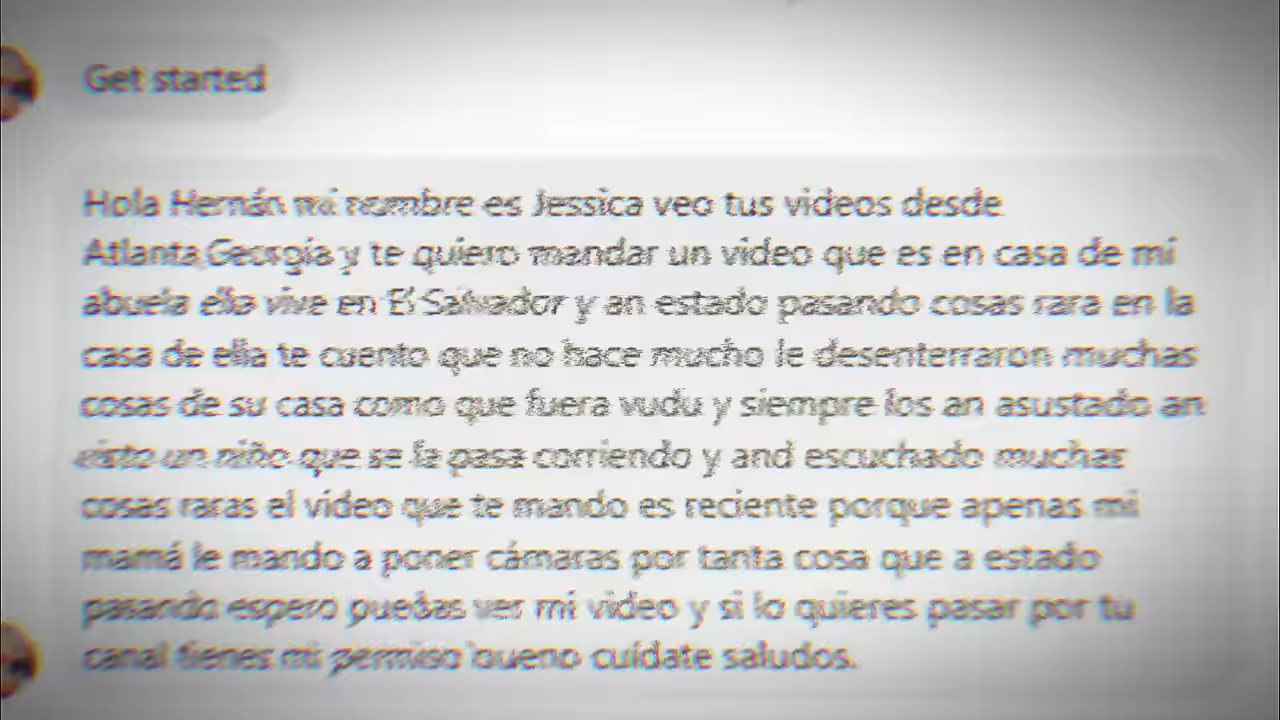 Get started
Hola Hernán mi nombre es Jessica veo tus videos desde
Atlanta,Georgía y te quiero mandar un video que es en casa de mi
abuela ella vive en El Salvador y an estado pasando cosas rara en la
casa de ella te cuento que no hace mucho le desenterraron muchas
cosas de su casa como que fuera vudu y siempre los an asustado an
eisto un niño que se la pasa corriendo y and escuchado muchas
cosas raras el vídeo que te mando es reciente porque apenas mi
mamá le mando a poner cámaras por tanta cosa que a estado
pasando espero puedas ver mi video y si lo quieres pasar por tu
canal tienes mi permiso bueno cuídate saludos.